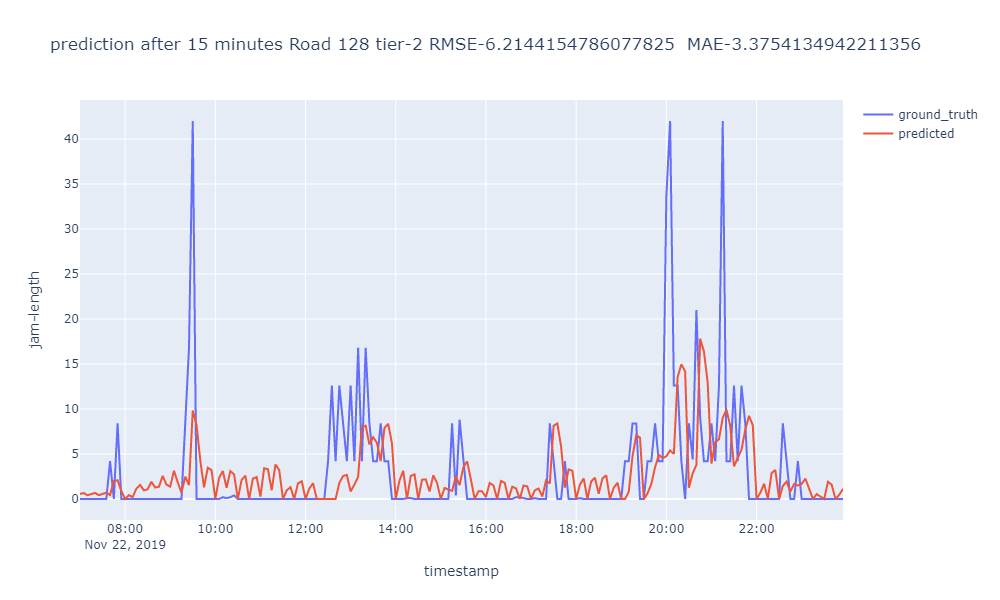 prediction after 15 minutes Road 128 tier-2 RMSE-6.2144154786077825  MAE-3.3754134942211356
ground_truth
predicted
40
35
30
25
20
15
10
5
0
jam-length
08:00 10:00 12:00 14:00 16:00 18:00 20:00 22:00
Nov 22, 2019
timestamp